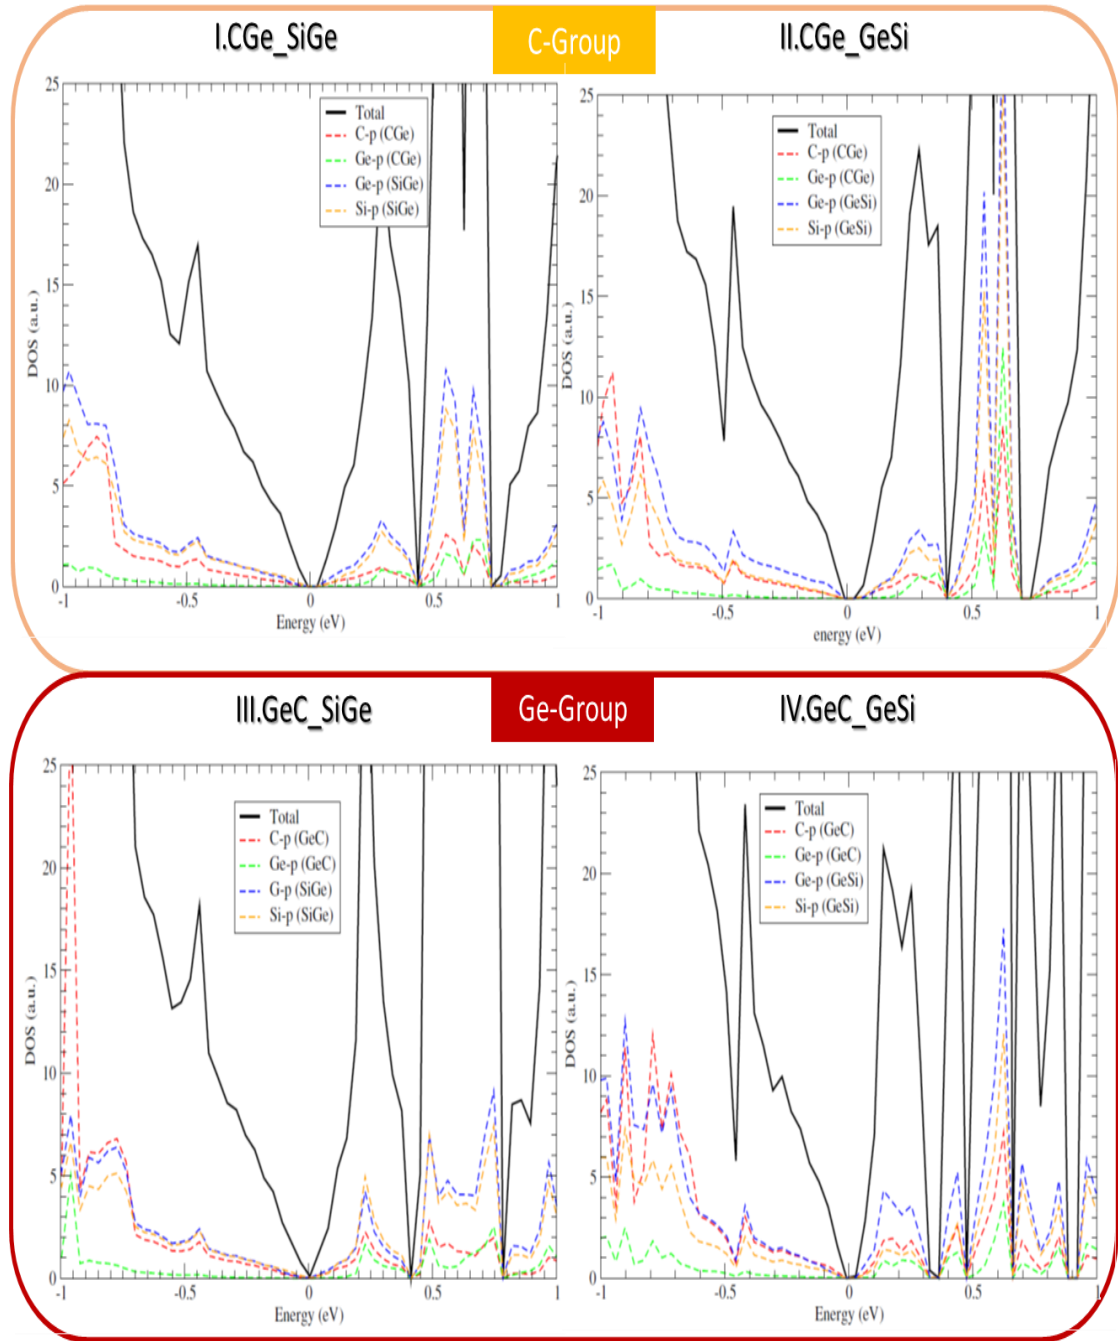 C-Group
I.CGe_SiGe
II.CGe_GeSi
25
20
15
10
5
0
DOS (a.u.)
Total
C-p (CGe)
Ge-p (CGe)
Ge-p (SiGe)
Si-p (SiGe)
-1
-0.5
0
0.5
1
Energy (eV)
25
20
15
10
5
0
DOS (a.u.)
Total
C-p (CGe)
Ge-p (CGe)
Ge-p (GeSi)
Si-p (GeSi)
-1
-0.5
0
0.5
1
energy (eV)
Ge-Group
III.GeC_SiGe
IV.GeC_GeSi
25
20
15
10
5
0
DOS (a.u.)
Total
C-p (GeC)
Ge-p (GeC)
G-p (SiGe)
Si-p (SiGe)
-1
-0.5
0
0.5
1
Energy (eV)
25
20
15
10
5
0
DOS (a.u.)
Total
C-p (GeC)
Ge-p (GeC)
Ge-p (GeSi)
Si-p (GeSi)
-1
-0.5
0
0.5
1
Energy (eV)